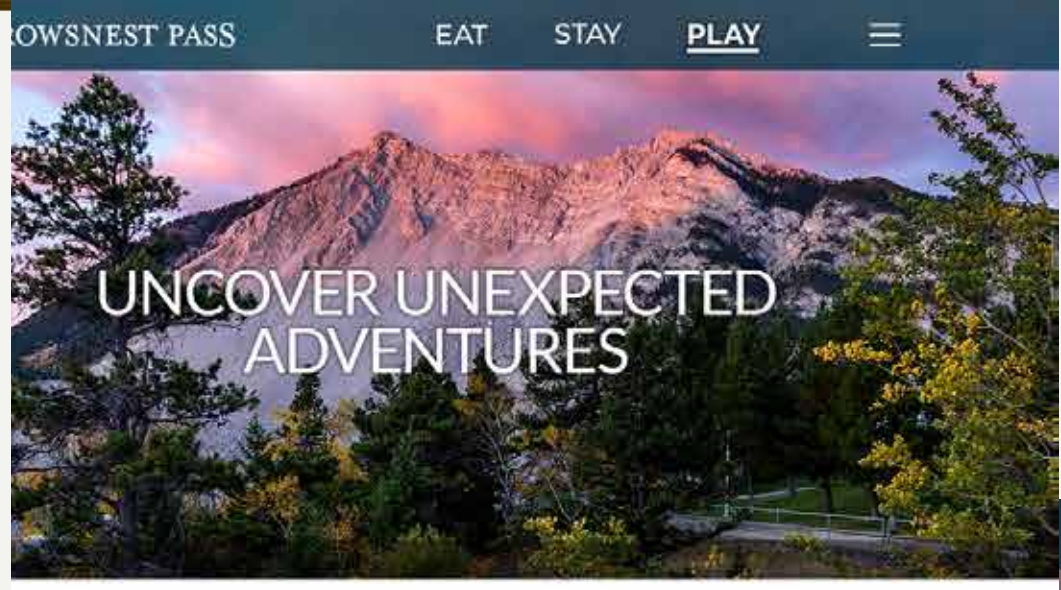 ROWSNEST PASS
EAT STAY PLAY
UNCOVER UNEXPECTED
ADVENTURES